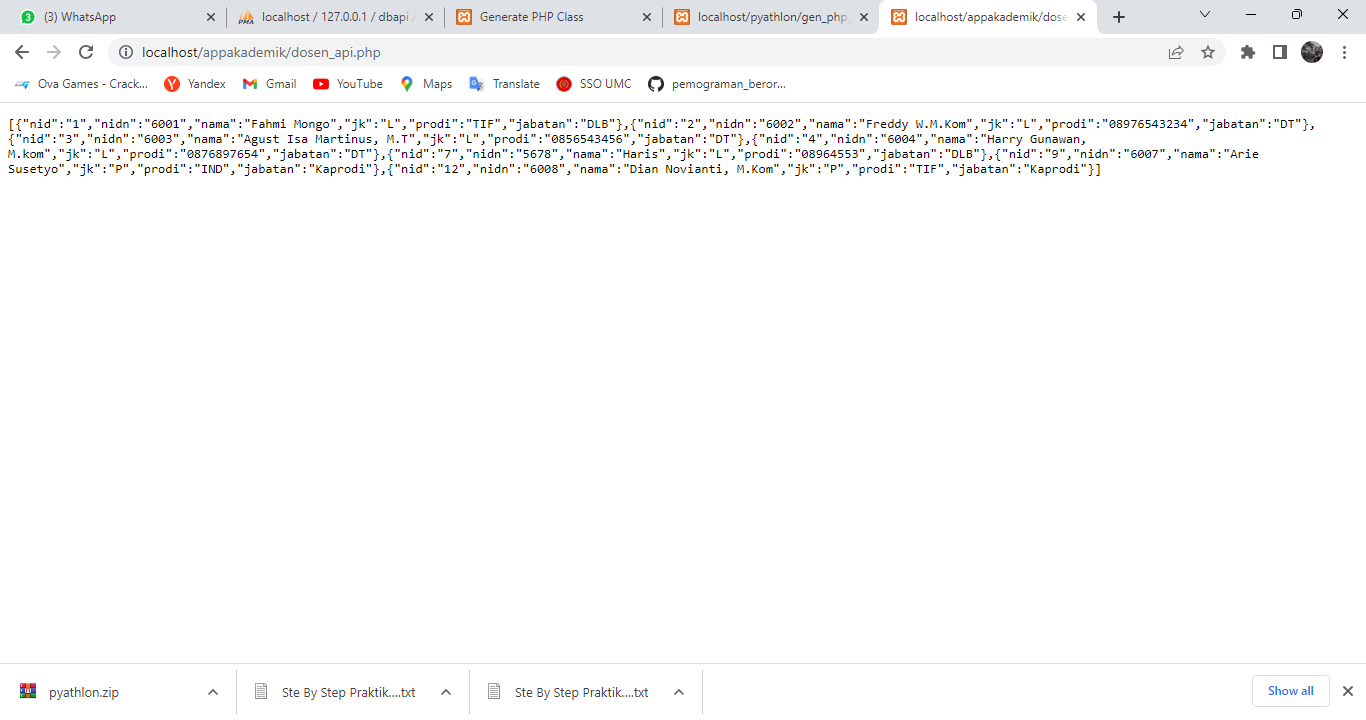 3 (3) WhatsApp
PMA localhost / 127.0.0.1 / dbapi /
Generate PHP Class
localhost/pyathlon/gen_php_
localhost/appakademik/dose
localhost/appakademik/dosen_api.php
Ova Games - Crack... Yandex Gmail YouTube Maps Translate SSO UMC pemograman_beror...
[{"nid":"1","nidn":"6001","nama":"Fahmi Mongo","jk":"L","prodi":"TIF","jabatan":"DLB"},{"nid":"2","nidn":"6002","nama":"Freddy W.M.Kom","jk":"L","prodi":"08976543234","jabatan":"DT"},
{"nid":"3","nidn":"6003","nama":"Agust Isa Martinus, M.T","jk":"L","prodi":"0856543456","jabatan":"DT"},{"nid":"4","nidn":"6004","nama":"Harry Gunawan,
M.kom","jk":"L","prodi":"0876897654","jabatan":"DT"},{"nid":"7","nidn":"5678","nama":"Haris","jk":"L","prodi":"08964553","jabatan":"DLB"},{"nid":"9","nidn":"6007","nama":"Arie
Susetyo","jk":"P","prodi":"IND","jabatan":"Kaprodi"},{"nid":"12","nidn":"6008","nama":"Dian Novianti, M.Kom","jk":"P","prodi":"TIF","jabatan":"Kaprodi"}]
pyathlon.zip Ste By Step Praktik....txt Ste By Step Praktik....txt Show all